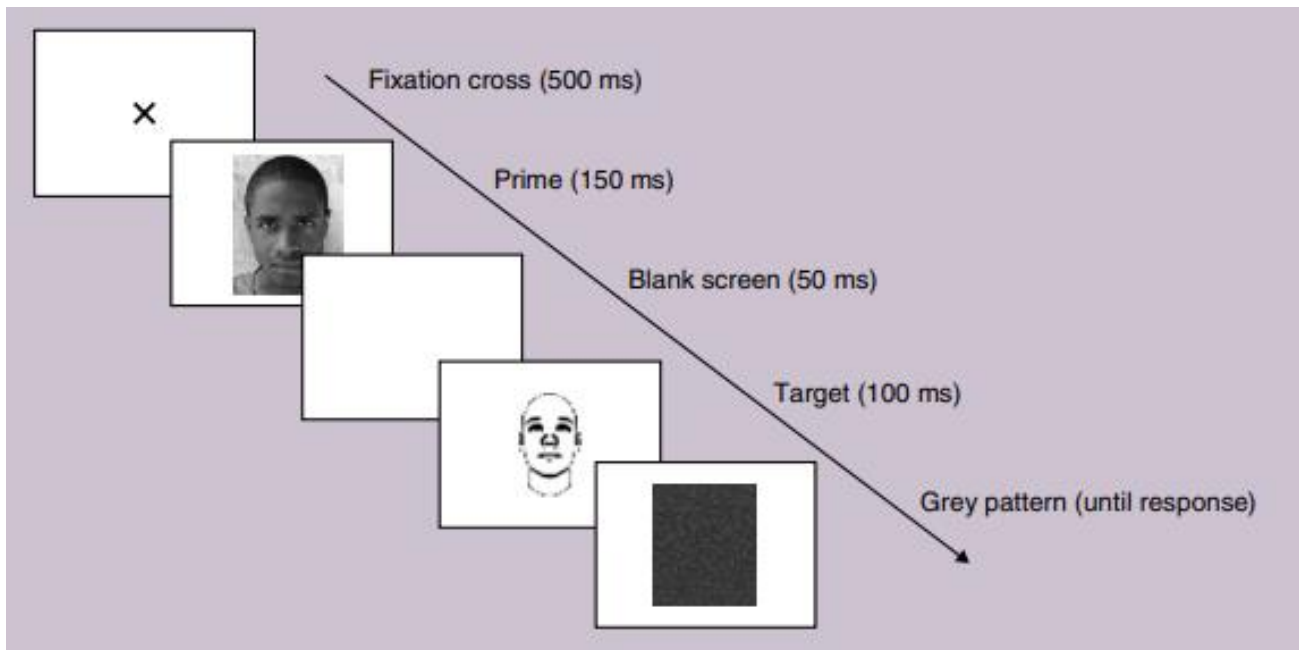 Fixation cross (500 ms)
Prime (150 ms)
Blank screen (50 ms)
Target (100 ms)
Grey pattern (until response)